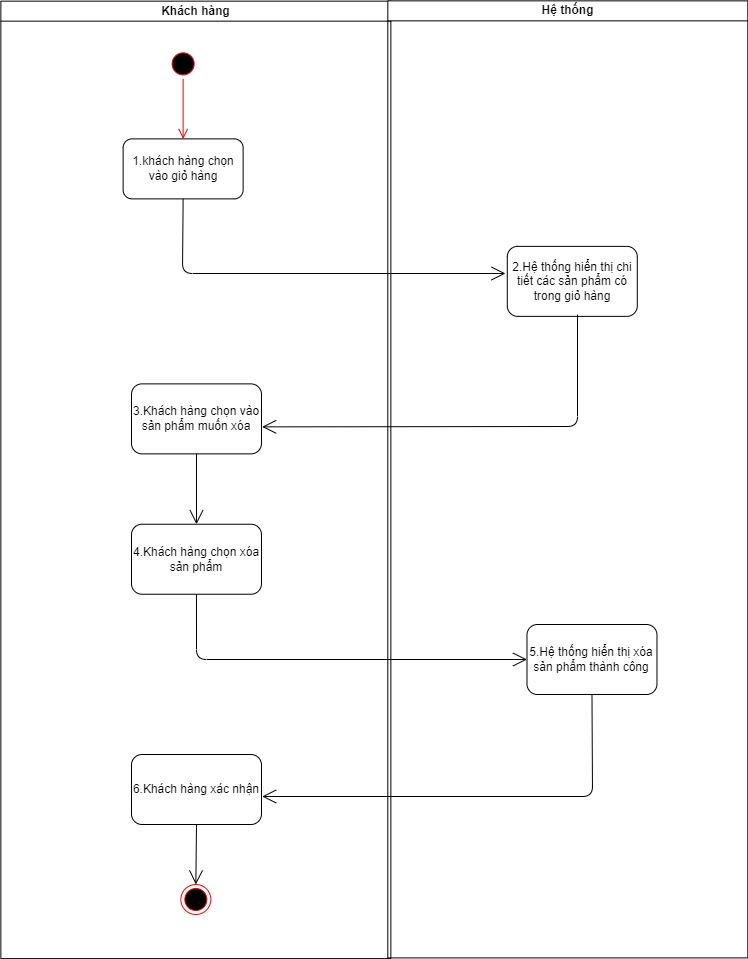 Khách hàng
Hệ thống
1.khách hàng chọn
vào giỏ hàng
2.Hệ thống hiển thị chi
tiết các sản phẩm có
trong giỏ hàng
3.Khách hàng chọn vào
sản phẩm muốn xóa
4.Khách hàng chọn xóa
sản phẩm
5.Hệ thống hiển thị xóa
sản phẩm thành công
6.Khách hàng xác nhận